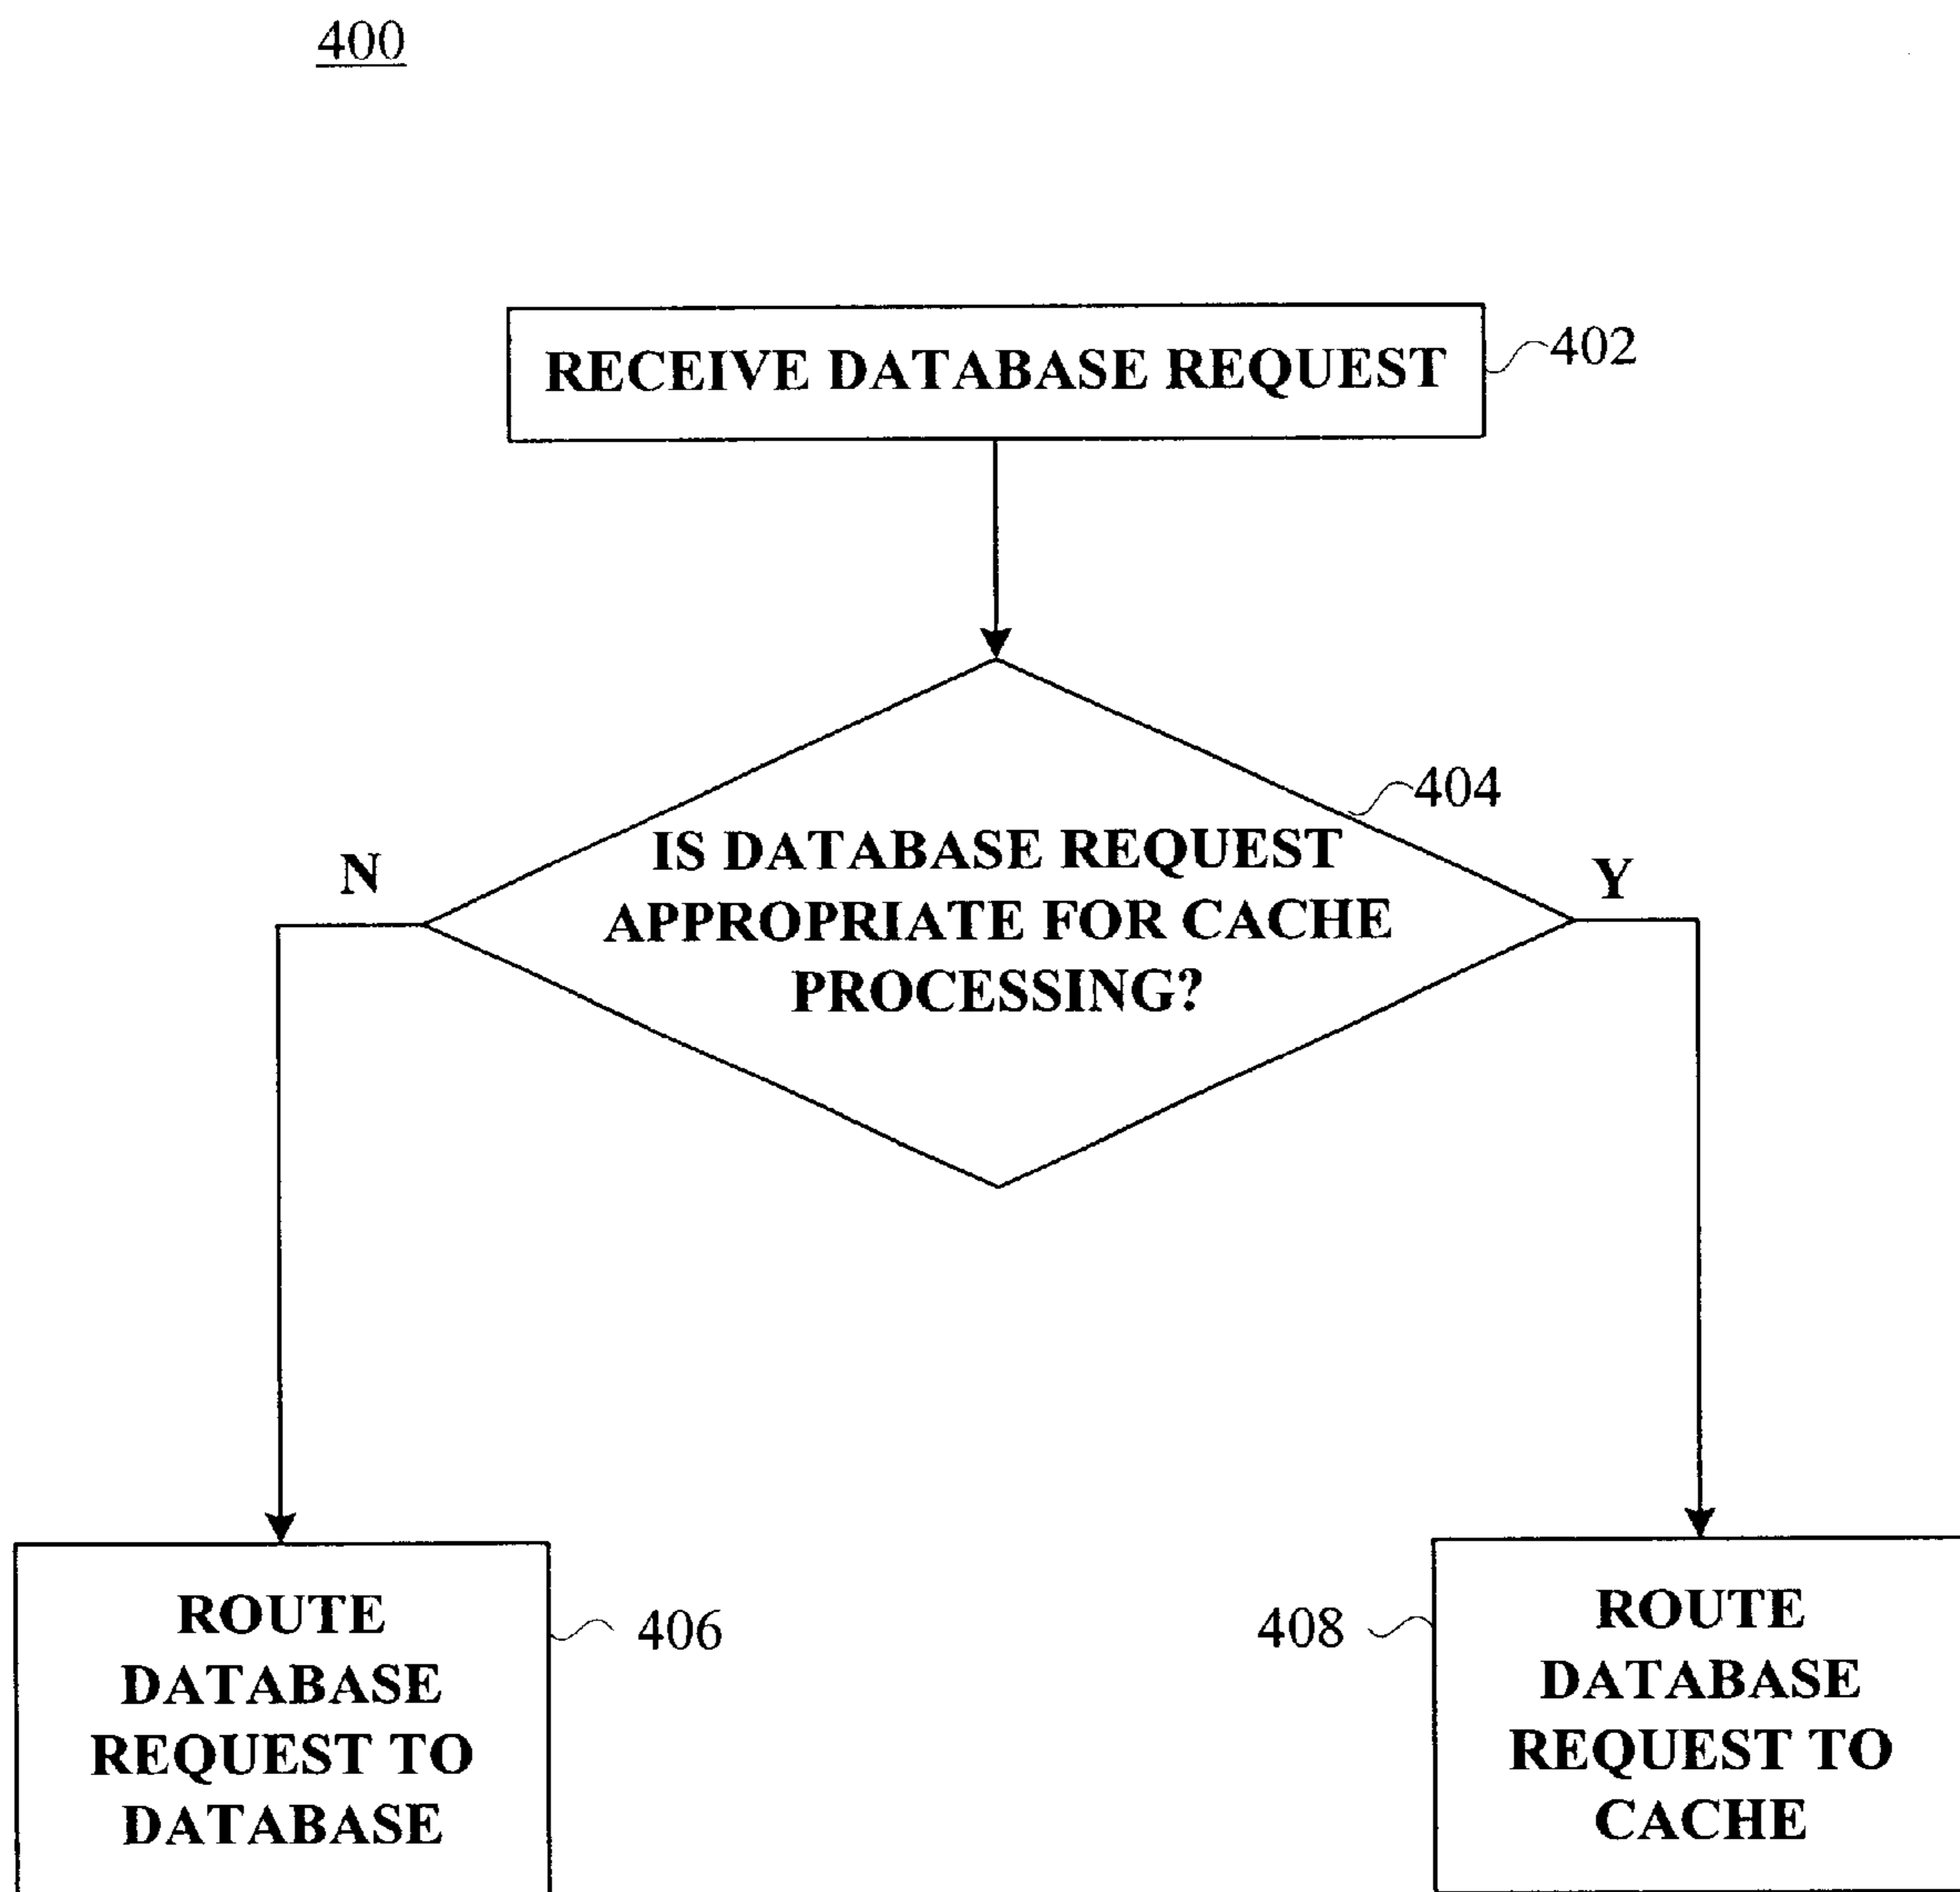 400
RECEIVE DATABASE REQUEST
402
404
IS DATABASE REQUEST
APPROPRIATE FOR CACHE
PROCESSING?
N
Y
ROUTE
DATABASE
REQUEST TO
DATABASE
406
408
ROUTE
DATABASE
REQUEST TO
CACHE